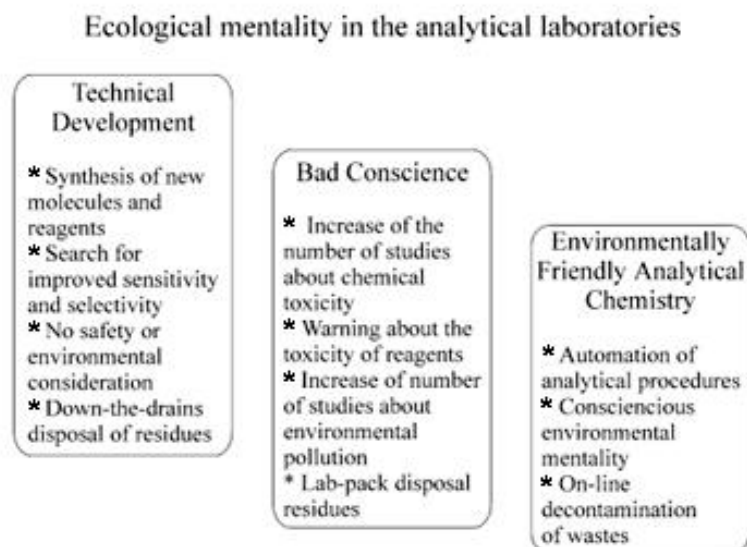 Ecological mentality in the analytical laboratories
Technical
Development
* Synthesis of new
molecules and
reagents
* Search for
improved sensitivity
and selectivity
* No safety or
environmental
consideration
* Down-the-drains
disposal of residues
Bad Conscience
* Increase of the
number of studies
about chemical
toxicity
* Warning about the
toxicity of reagents
* Increase of number
of studies about
environmental
pollution
* Lab-pack disposal
residues
Environmentally
Friendly Analytical
Chemistry
* Automation of
analytical procedures
* Consciencious
environmental
mentality
* On-line
decontamination
of wastes